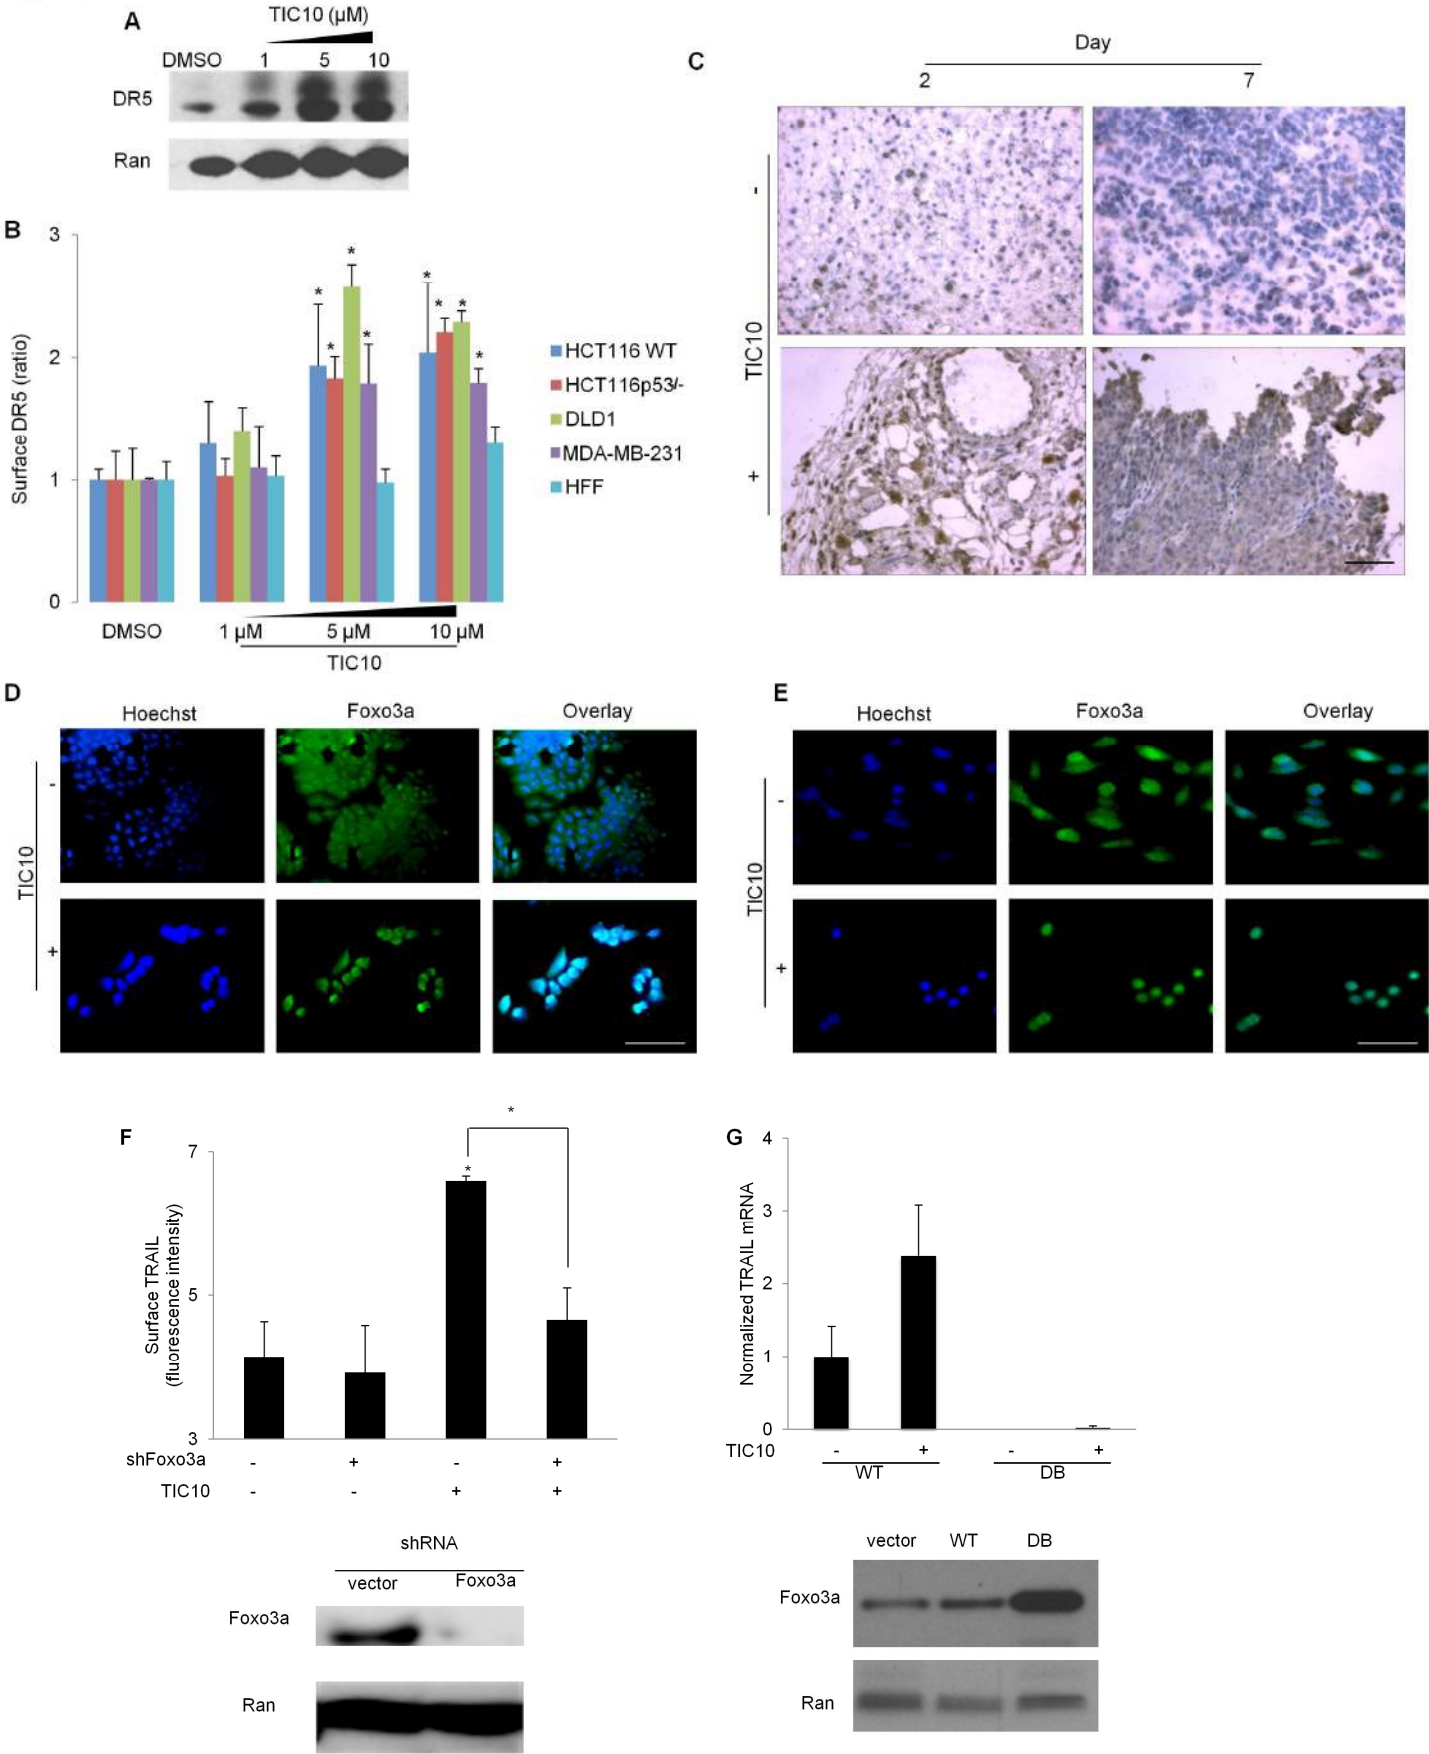 A
TIC10 (µM)
DMSO 1 5 10
DR5
Ran
B
3
2
1
0
Surface DR5 (ratio)
* * * *
* * * *
HCT116 WT
HCT116p53/-
DLD1
MDA-MB-231
HFF
DMSO 1 µM 5 µM 10 µM
TIC10
C
Day
2 7
-
TIC10
+
D
Hoechst Foxo3a Overlay
-
TIC10
+
E
Hoechst Foxo3a Overlay
-
TIC10
+
F
*
*
7
5
3
Surface TRAIL
(fluorescence intensity)
shFoxo3a - + - +
TIC10 - - + +
shRNA
vector Foxo3a
Foxo3a
Ran
G
4
3
2
1
0
Normalized TRAIL mRNA
TIC10 - + - +
WT DB
vector WT DB
Foxo3a
Ran